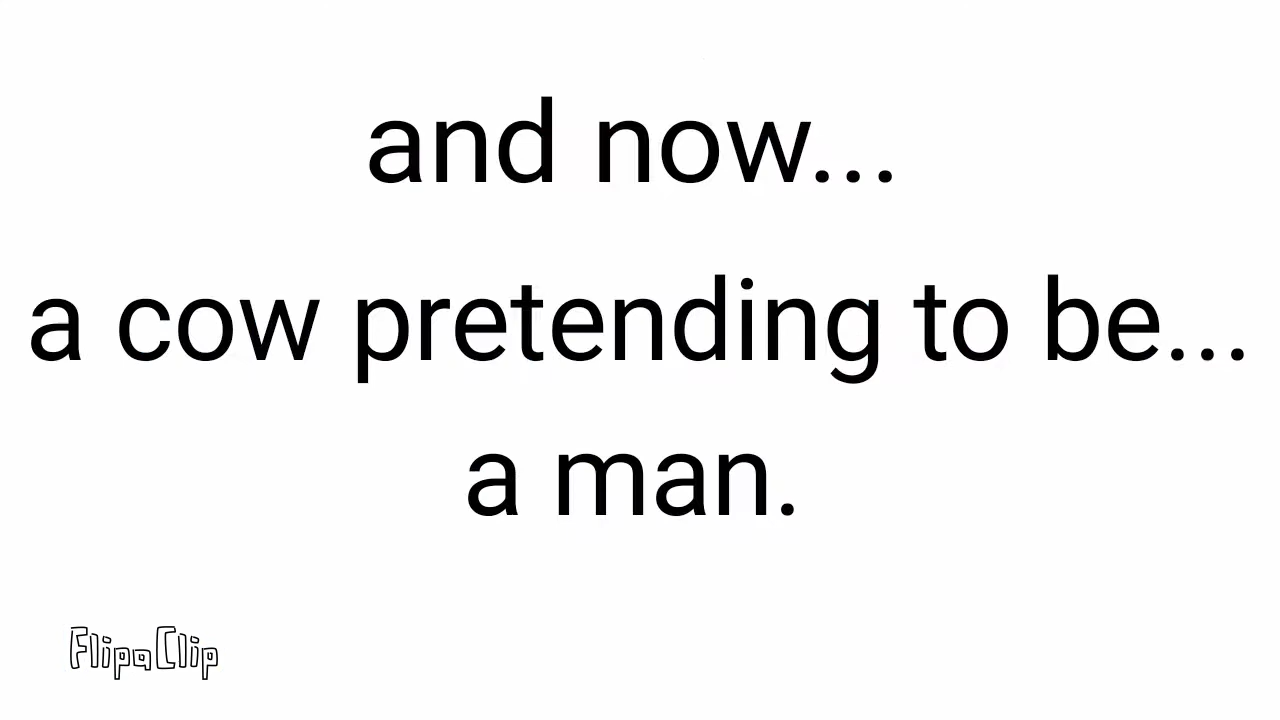 and now...
a cow pretending to be...
a man.
FlipaClip